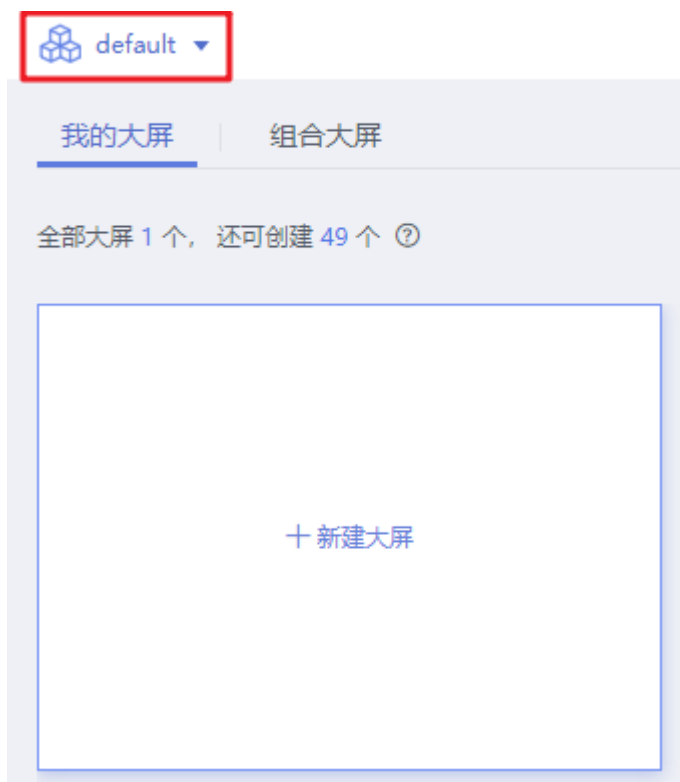 default
我的大屏 组合大屏
全部大屏 1 个, 还可创建 49 个 ?
+ 新建大屏